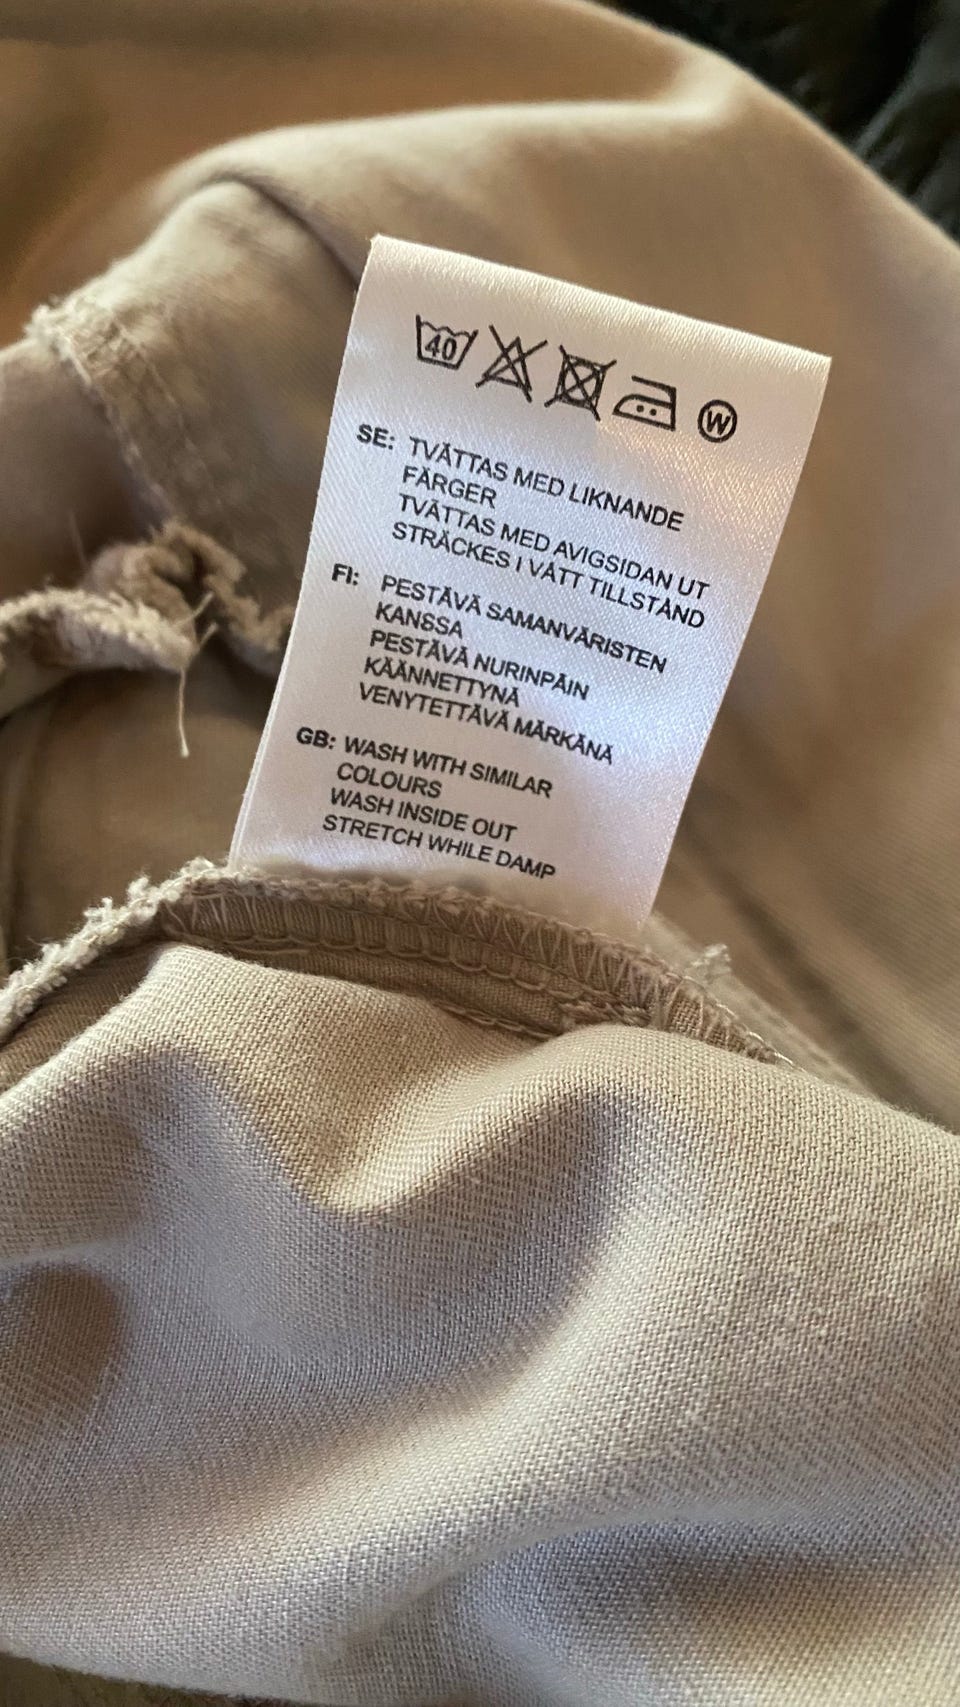 40 W
SE: TVÄTTAS MED LIKNANDE
FÄRGER
TVÄTTAS MED AVIGSIDAN UT
STRÄCKES I VÅTT TILLSTÅND
FI: PESTÄVÄ SAMANVÄRISTEN
KANSSA
PESTÄVÄ NURINPÄIN
KÄÄNNETTYNÄ
VENYTETTÄVÄ MÄRKÄNÄ
GB: WASH WITH SIMILAR
COLOURS
WASH INSIDE OUT
STRETCH WHILE DAMP